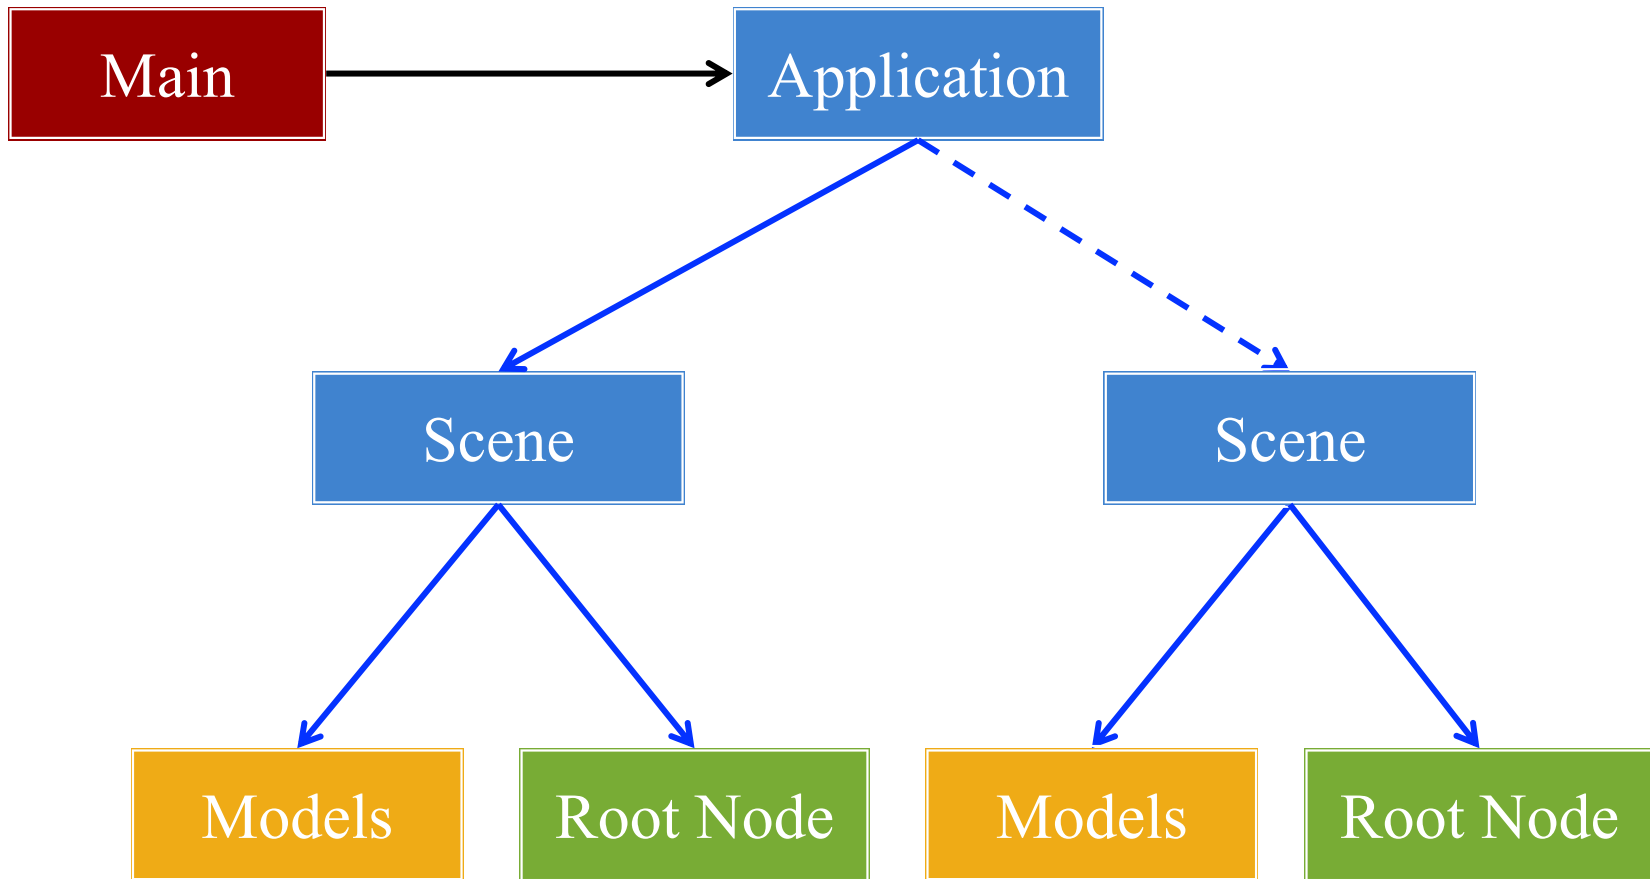 Main
Application
Scene
Scene
Models
Root Node
Models
Root Node